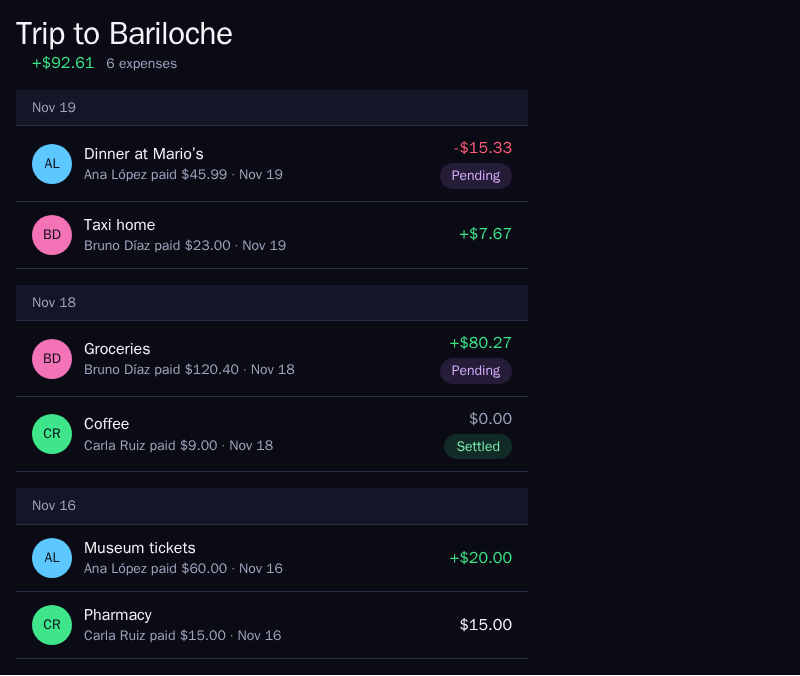 Trip to Bariloche
+$92.61 6 expenses
Nov 19
AL
Dinner at Mario's
Ana López paid $45.99 · Nov 19
-$15.33
Pending
BD
Taxi home
Bruno Díaz paid $23.00 · Nov 19
+$7.67
Nov 18
BD
Groceries
Bruno Díaz paid $120.40 · Nov 18
+$80.27
Pending
CR
Coffee
Carla Ruiz paid $9.00 · Nov 18
$0.00
Settled
Nov 16
AL
Museum tickets
Ana López paid $60.00 · Nov 16
+$20.00
CR
Pharmacy
Carla Ruiz paid $15.00 · Nov 16
$15.00